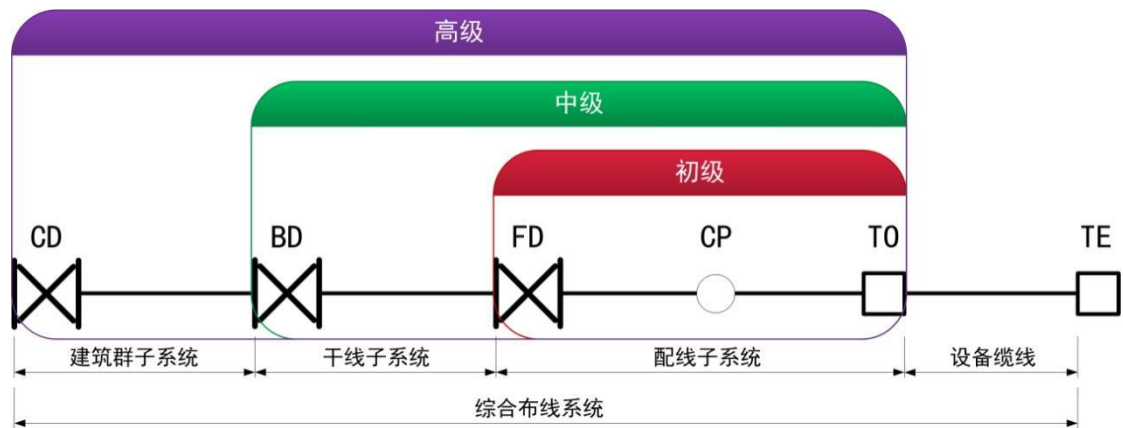 高级
中级
初级
CD BD FD CP TO TE
建筑群子系统 干线子系统 配线子系统 设备缆线
综合布线系统